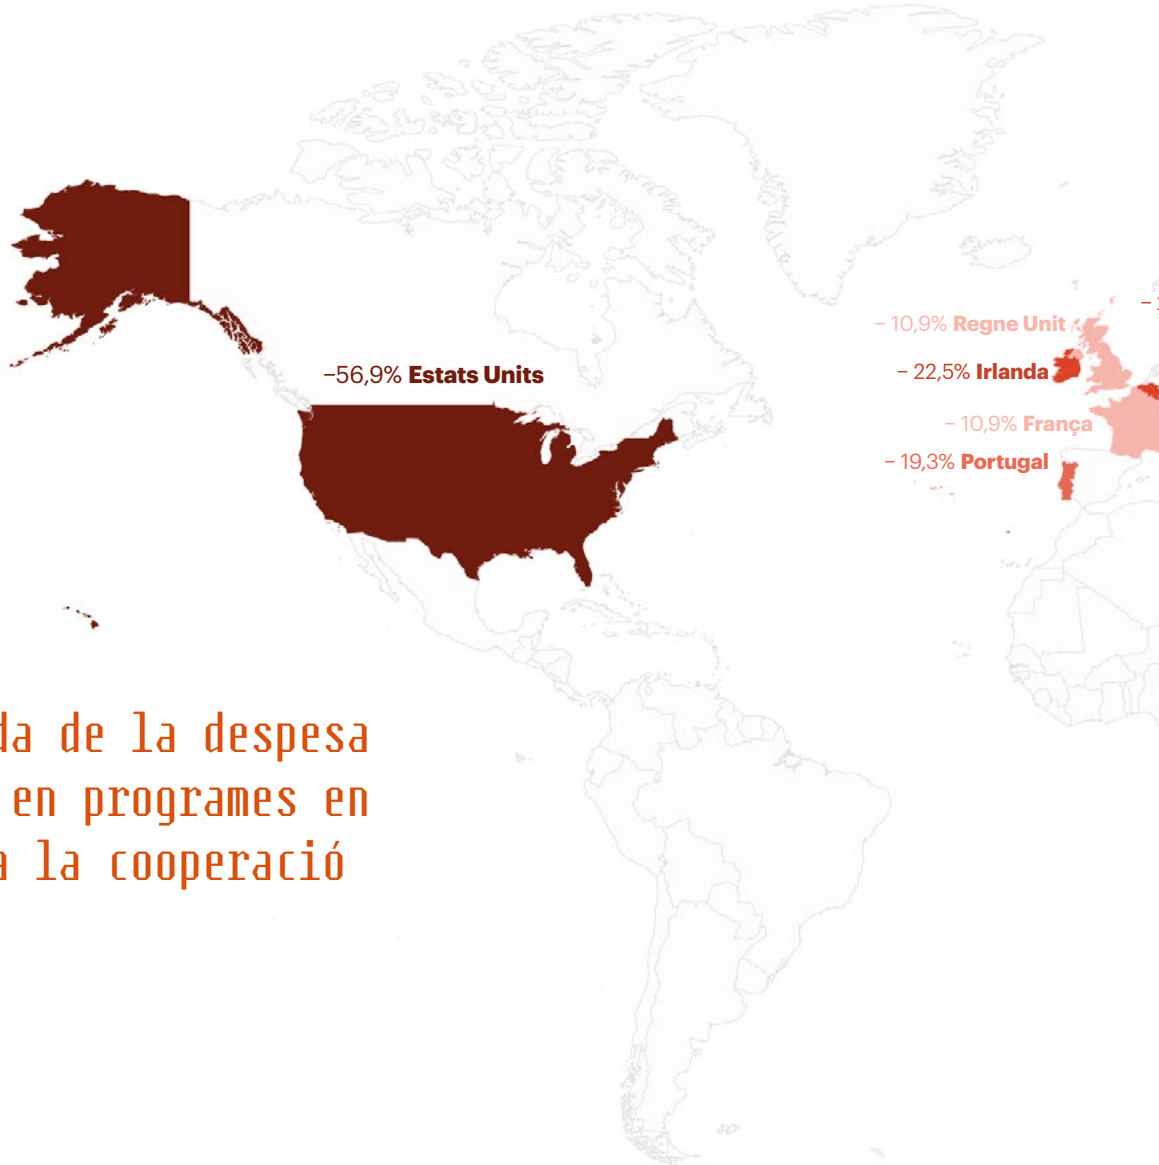 – 10,9% Regne Unit
– 22,5% Irlanda
–56,9% Estats Units
– 10,9% França
– 19,3% Portugal
de la despesa
en programes en
la cooperació